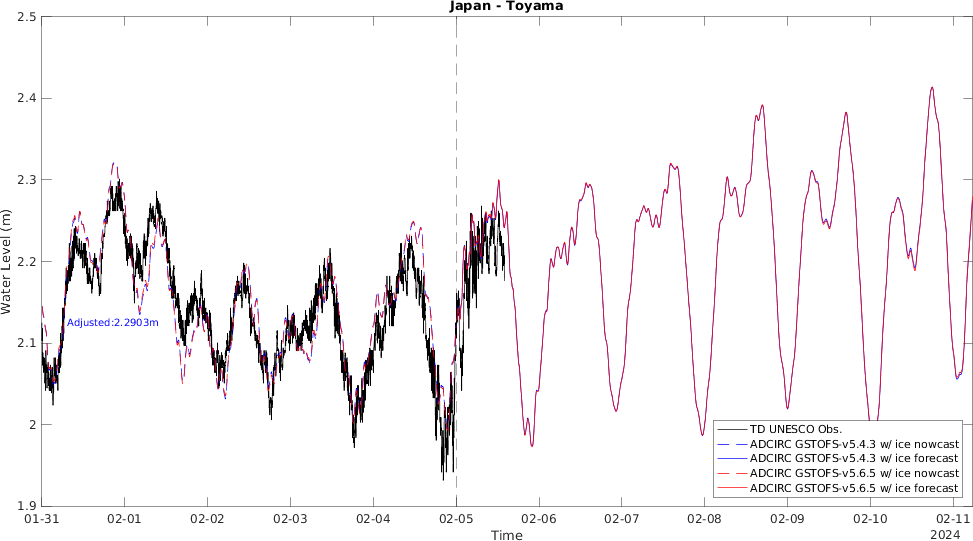 Japan - Toyama
2.5
2.4
2.3
2.2
2.1
2
1.9
Water Level (m)
Adjusted:2.2903m
TD UNESCO Obs.
ADCIRC GSTOFS-v5.4.3 w/ ice nowcast
ADCIRC GSTOFS-v5.4.3 w/ ice forecast
ADCIRC GSTOFS-v5.6.5 w/ ice nowcast
ADCIRC GSTOFS-v5.6.5 w/ ice forecast
01-31 02-01 02-02 02-03 02-04 02-05 02-06 02-07 02-08 02-09 02-10 02-11
Time
2024